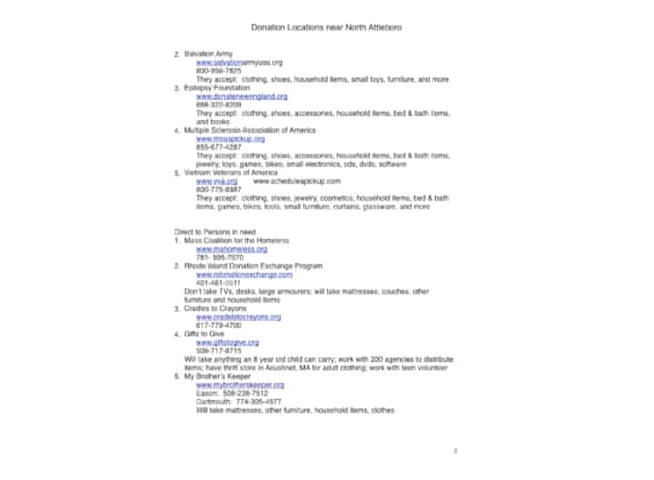 Donation Locations near North Attleboro
2. Salvation Army
www.salvationarmyusa.org
They accept: clothing, shoes, household items, small toys, furniture, and more
3. Epilepsy Foundation
www.donatenewengland.org
They accept: clothing, shoes, accessories, household items, bed & bath items,
and books
4. Multiple Sclerosis Association of America
www.msaapickup.org
855-677-4287
They accept: clothing, shoes, accessories, household items, bed & bath items,
jewelry, toys, games, bikes, small electronics, cds, dvds, software
5. Vietnam Veterans of America
www.vva.org www.scheduleapickup.com
800-775-8387
They accept: clothing, shoes, jewelry, cosmetics, household items, bed & bath
items, games, bikes, tools, small furniture, curtains, glassware, and more
Direct to Persons in need
1. Mass Coalition for the Homeless
www.mahomeless.org
2. Rhode Island Donation Exchange Program
www.ridonationexchange.com
Don't take TVs, desks, large armourers; will take mattresses, couches, other
furniture and household items
3. Cradles to Crayons
www.cradelstocrayons.org
617-779-4700
4. Gifts to Give
www.giftstogive.org
508-717-8715
Will take anything an 8 year old child can carry; work with 200 agencies to distribute
items; have thrift store in Acushnet, MA for adult clothing; work with teen volunteer
5. My Brother's Keeper
www.mybrotherskeeper.org
Easton: 508-238-7512
Dartmouth: 774-305-4577
Will take mattresses, other furniture, household items, clothes
2